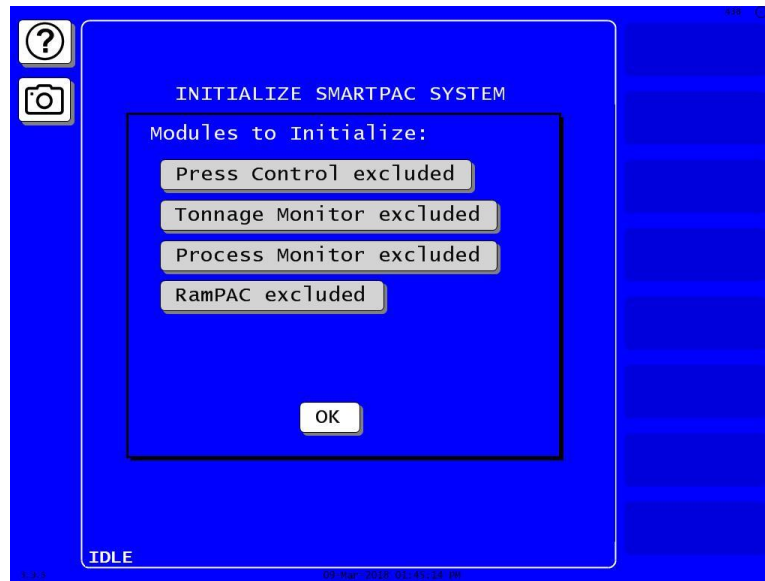 ?
INITIALIZE SMARTPAC SYSTEM
Modules to Initialize:
Press Control excluded
Tonnage Monitor excluded
Process Monitor excluded
RamPAC excluded
OK
IDLE